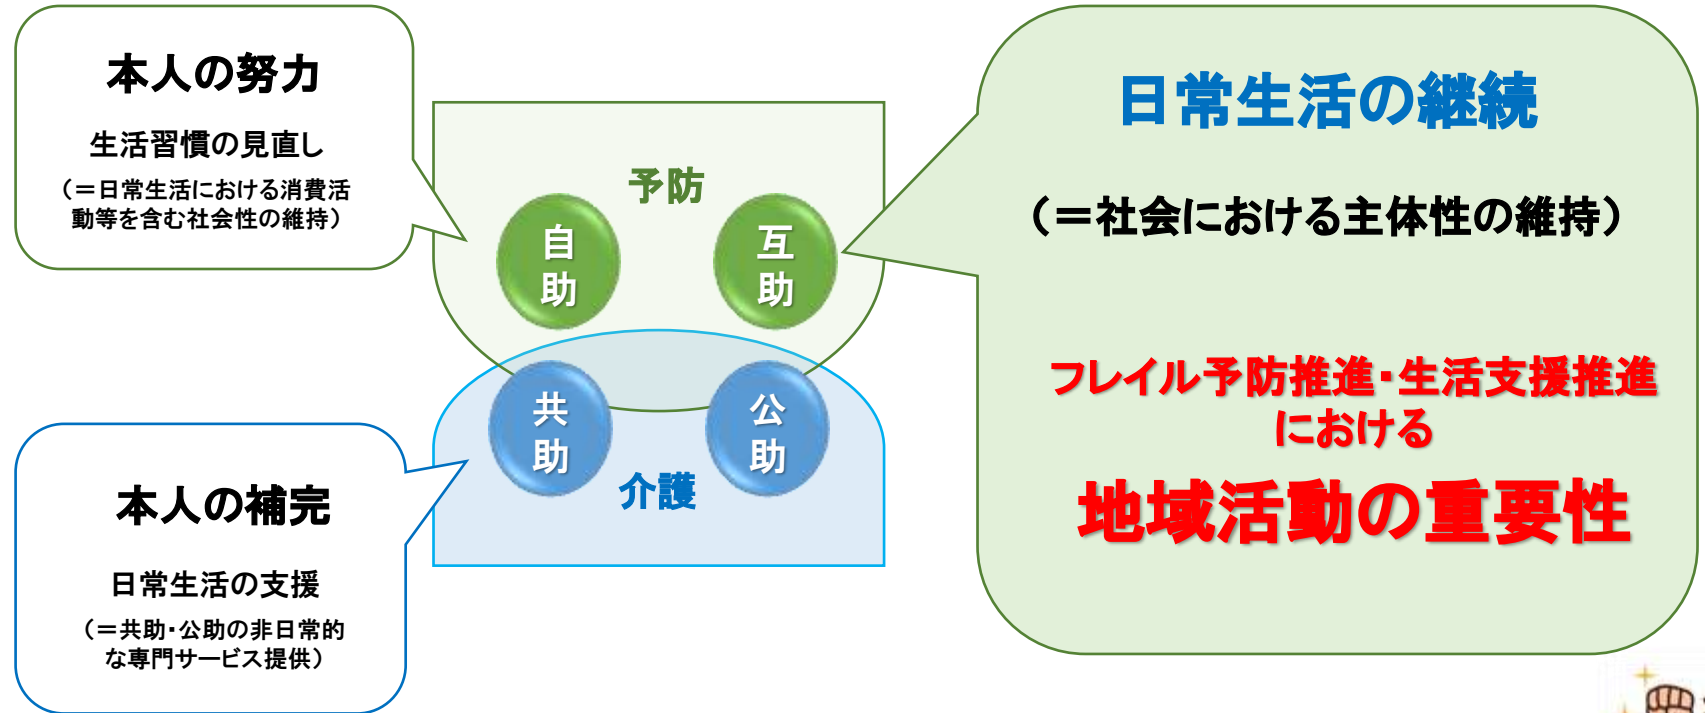 本人の努力
生活習慣の見直し
（＝日常生活における消費活
動等を含む社会性の維持）
予防
自
助
互
助
共
助
公
助
介護
本人の補完
日常生活の支援
（＝共助・公助の非日常的
な専門サービス提供）
日常生活の継続
（＝社会における主体性の維持）
フレイル予防推進・生活支援推進
における
地域活動の重要性